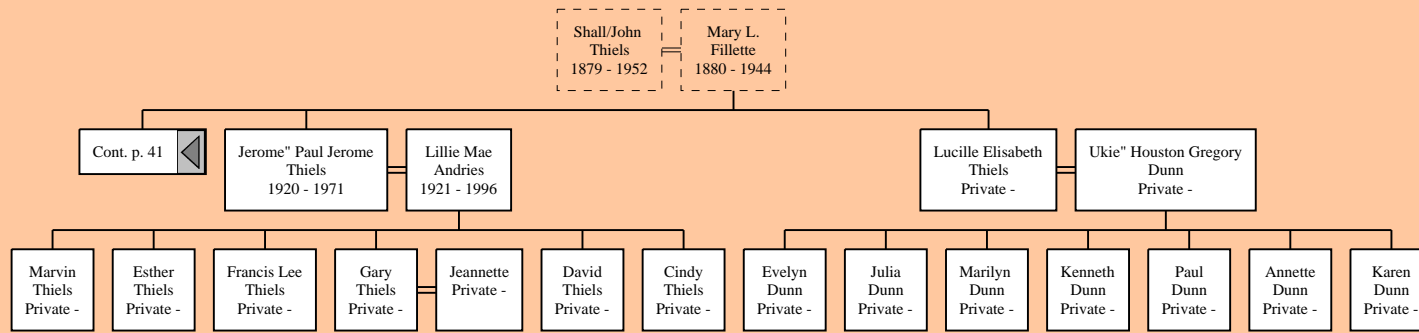 Shall/John
Thiels
1879 - 1952
Mary L.
Fillette
1880 - 1944
Cont. p. 41
Jerome" Paul Jerome
Thiels
1920 - 1971
Lillie Mae
Andries
1921 - 1996
Lucille Elisabeth
Thiels
Private -
Ukie" Houston Gregory
Dunn
Private -
Marvin
Thiels
Private -
Esther
Thiels
Private -
Francis Lee
Thiels
Private -
Gary
Thiels
Private -
Jeannette
Private -
David
Thiels
Private -
Cindy
Thiels
Private -
Evelyn
Dunn
Private -
Julia
Dunn
Private -
Marilyn
Dunn
Private -
Kenneth
Dunn
Private -
Paul
Dunn
Private -
Annette
Dunn
Private -
Karen
Dunn
Private -